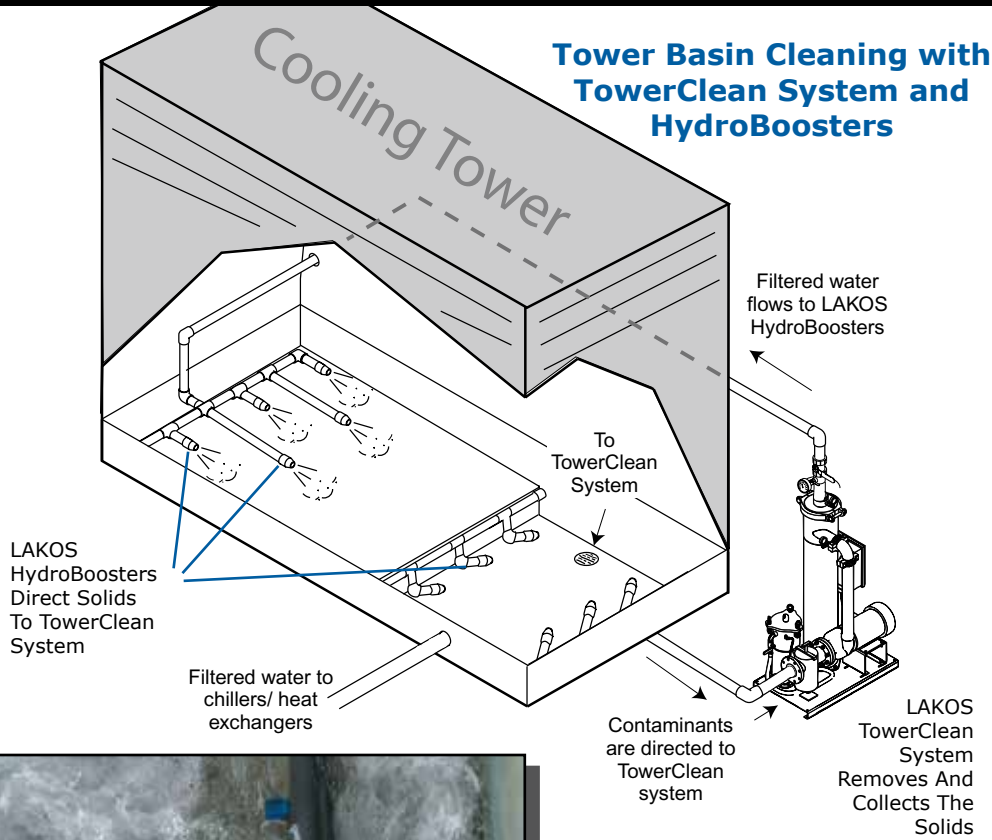 Tower Basin Cleaning with
TowerClean System and
HydroBoosters
Cooling Tower
Filtered water
flows to LAKOS
HydroBoosters
To
TowerClean
System
LAKOS
HydroBoosters
Direct Solids
To TowerClean
System
Filtered water to
chillers/ heat
exchangers
Contaminants
are directed to
TowerClean
system
LAKOS
TowerClean
System
Removes And
Collects The
Solids